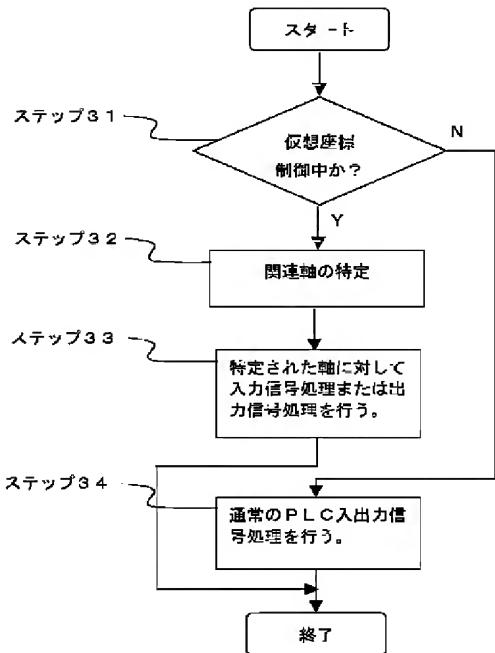 スタート
ステップ31
仮想座標
制御中か?
N
Y
ステップ32
関連軸の特定
ステップ33
特定された軸に対して
入力信号処理または出
力信号処理を行う。
ステップ34
通常のPLC入出力信
号処理を行う。
終了